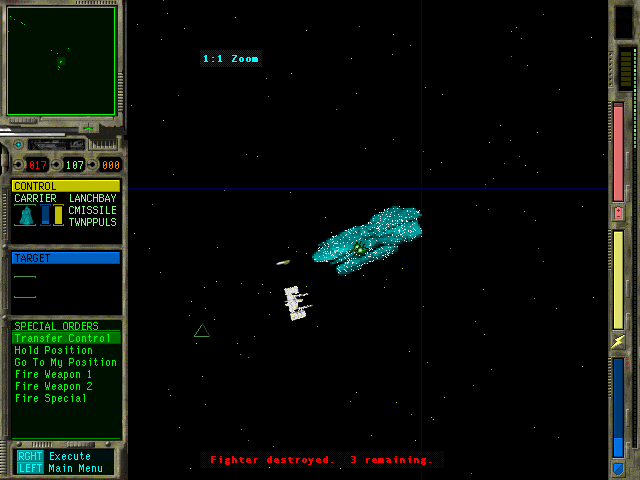 1:1 Zoom
017 107 000
CONTROL
CARRIER LANCHBAY
CMISSILE
TWNPPULS
TARGET
SPECIAL ORDERS
Transfer Control
Hold Position
Go To My Position
Fire Weapon 1
Fire Weapon 2
Fire Special
RGHT Execute
LEFT Main Menu
Fighter destroyed. 3 remaining.